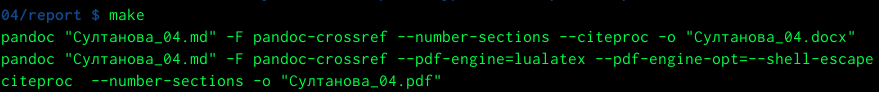 04/report $ make
pandoc "Султанова_04.md" -F pandoc-crossref --number-sections --citeproc -o "Султанова_04.docx"
pandoc "Султанова_04.md" -F pandoc-crossref --pdf-engine=lualatex --pdf-engine-opt=--shell-escape
citeproc  --number-sections -o "Султанова_04.pdf"